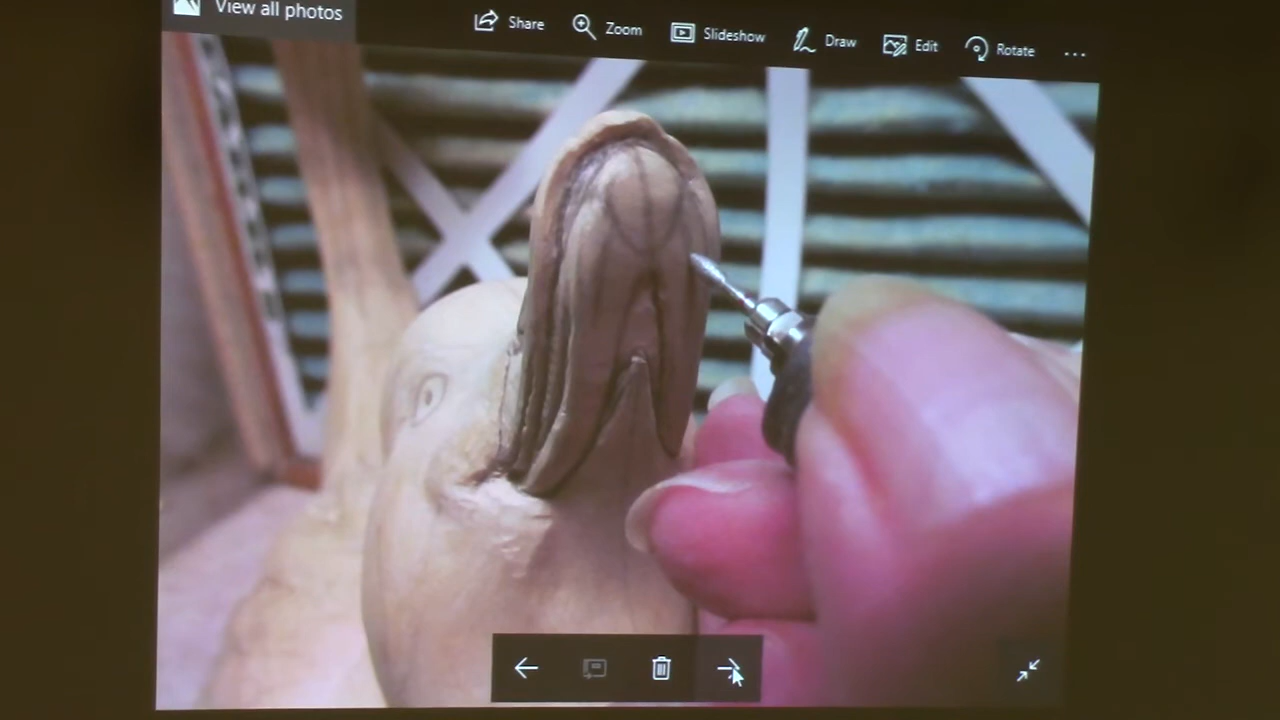 View all photos
Share
Zoom
Slideshow
Draw
Edit
Rotate